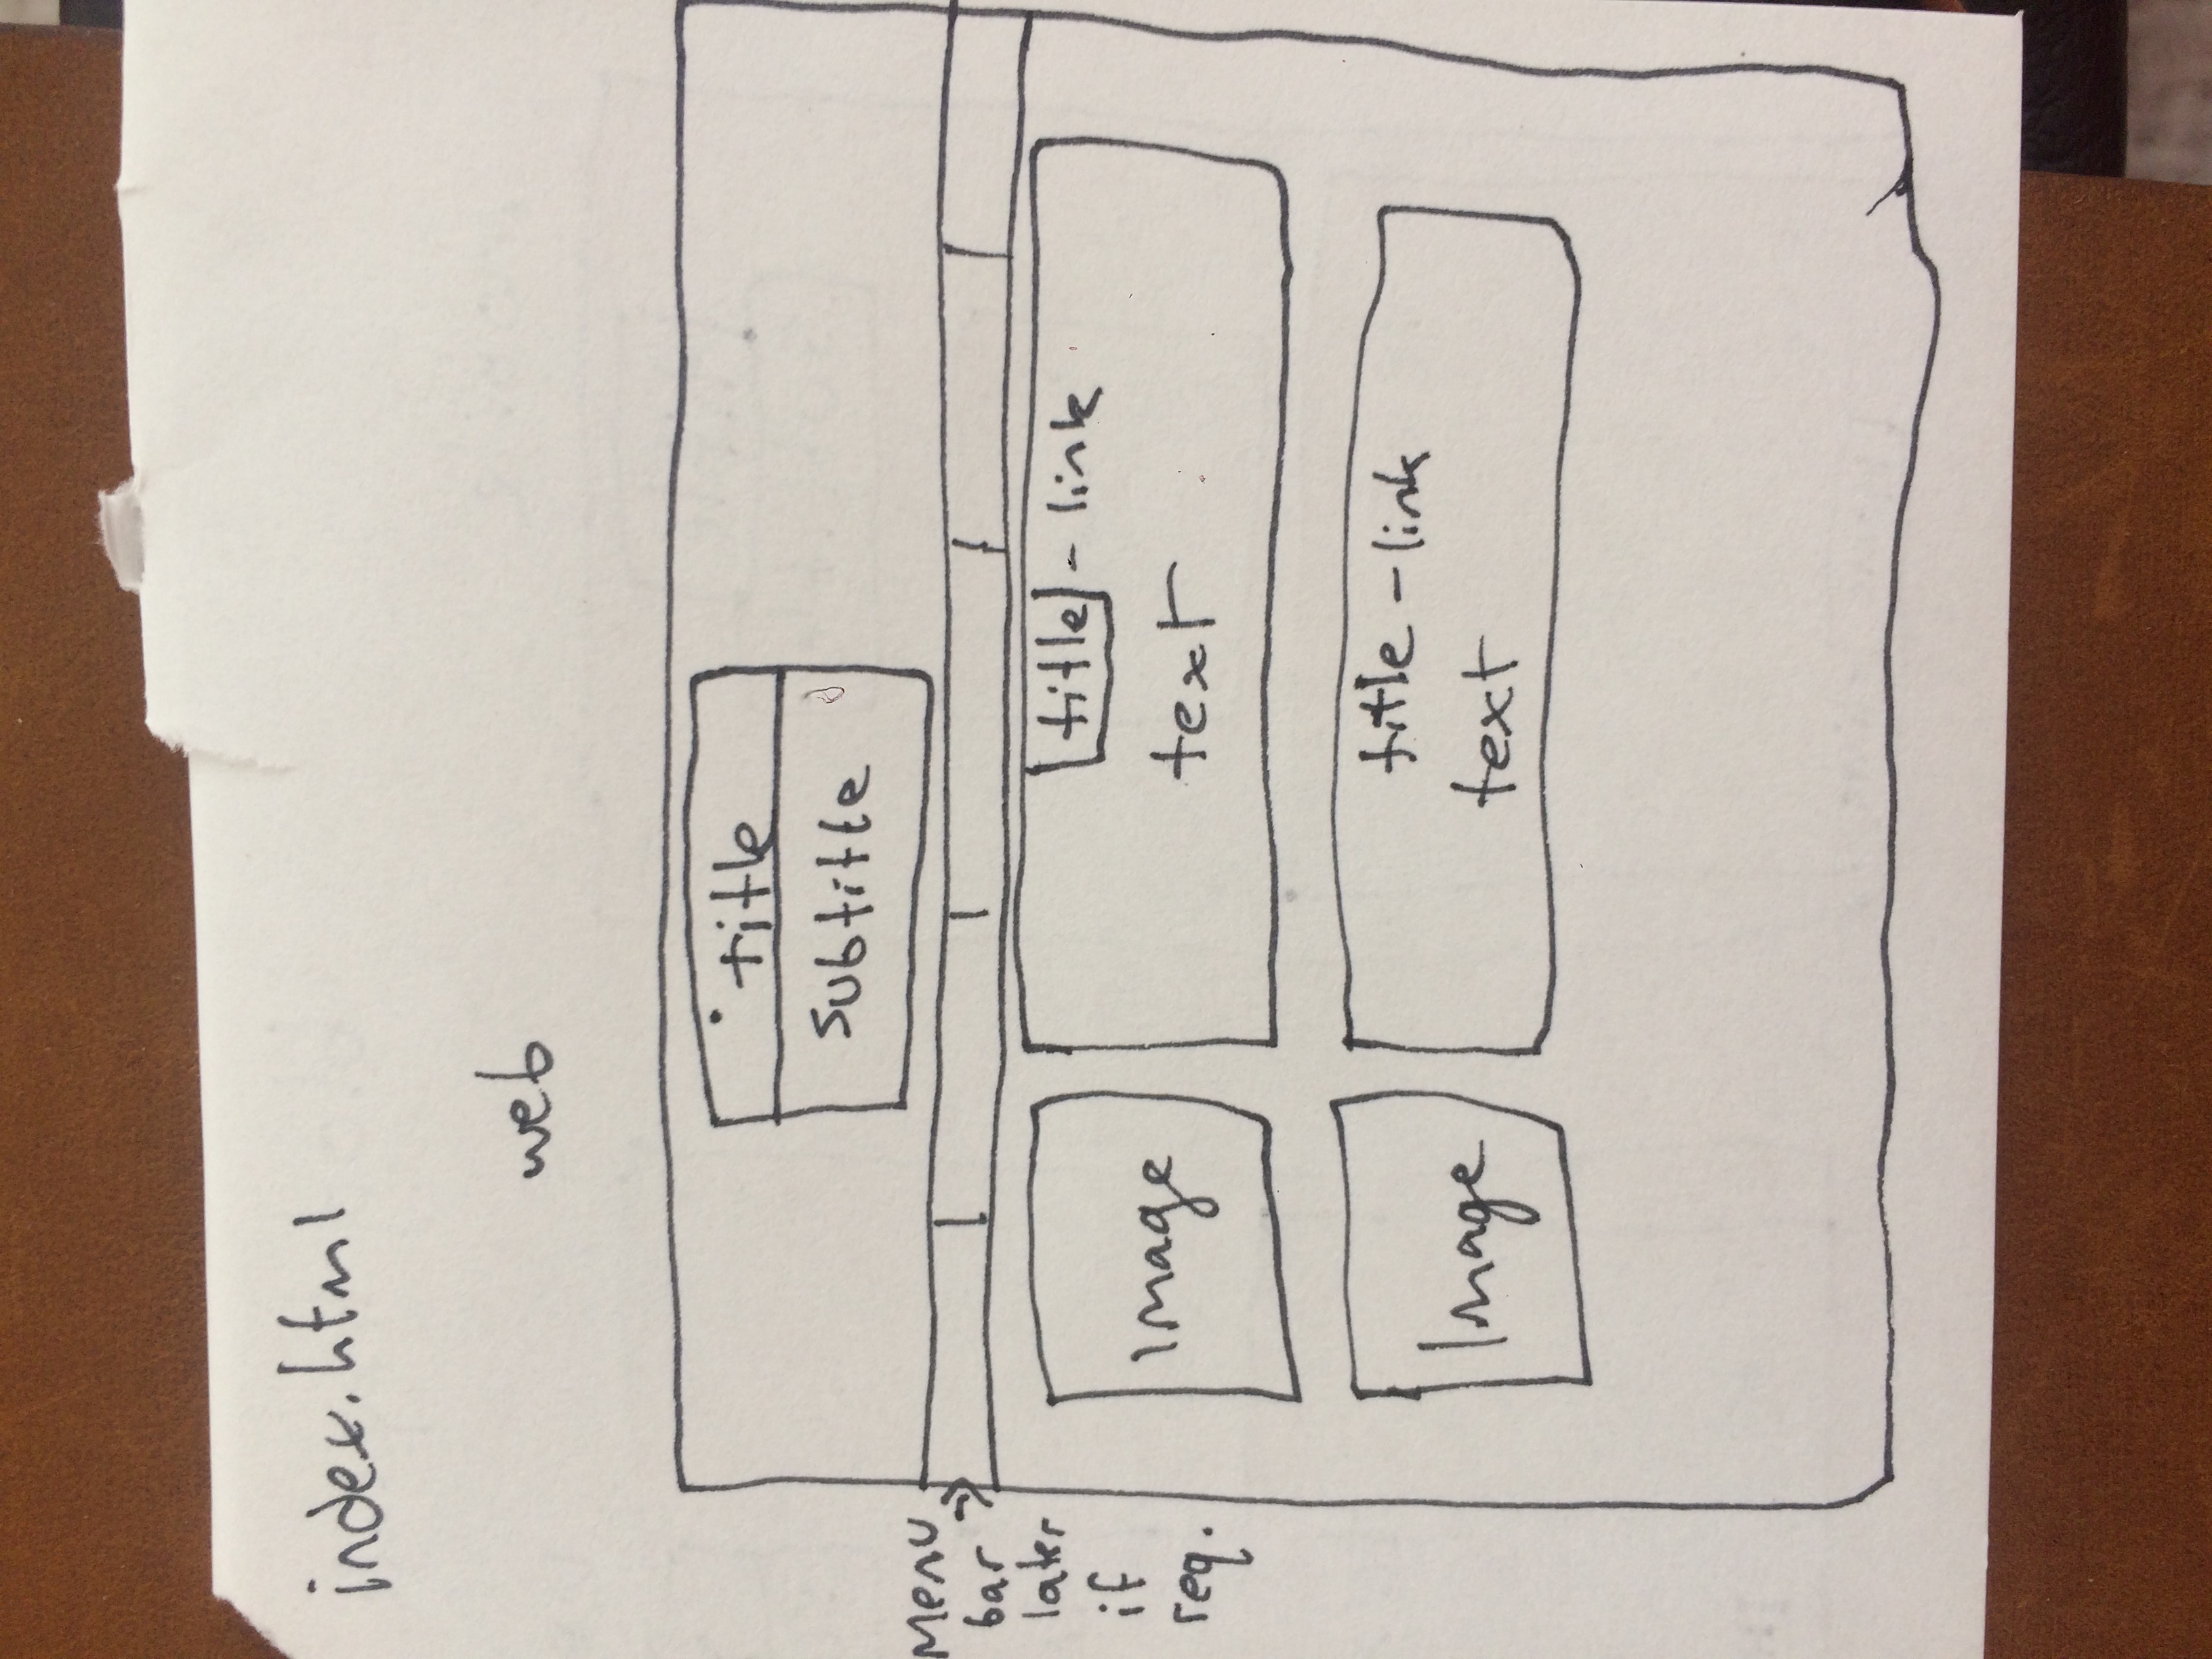 index.html
web
title
subtitle
Menu
bar
later
if
req.
Image
title - link
text
Image
title - link
text